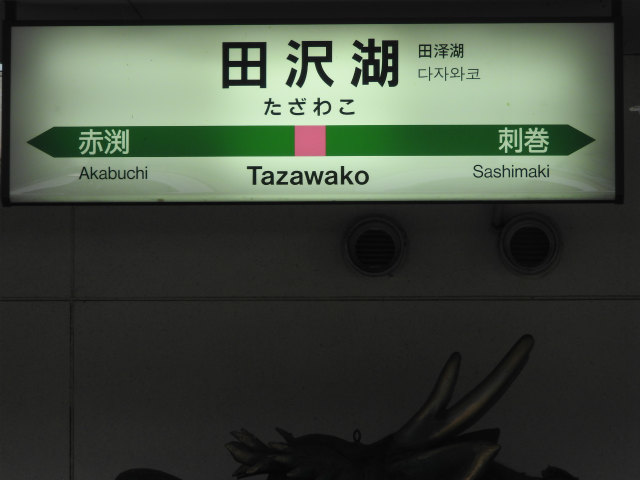 田沢湖
田泽湖
다자와코
たざわこ
赤渕
刺巻
Akabuchi
Tazawako
Sashimaki